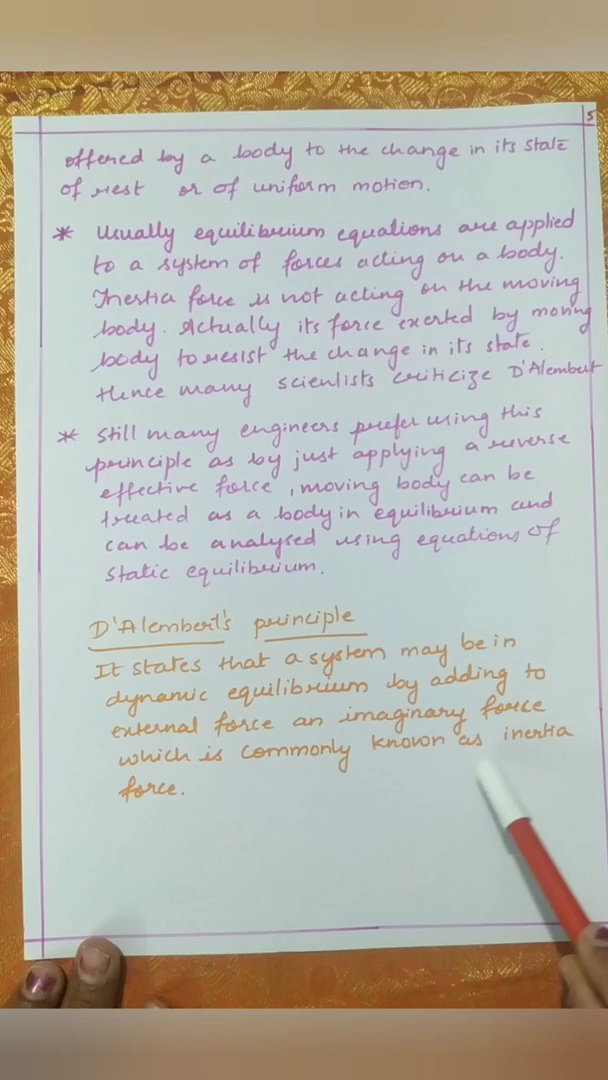 5
offered by a body to the change in its state
of rest or of uniform motion.
* Usually equilibrium equations are applied
to a system of forces acting on a body.
Inertia force is not acting on the moving
body. Actually its force exerted by moving
body to resist the change in its state.
Hence many scientists criticize D'Alembert
* Still many engineers prefer using this
principle as by just applying a reverse
effective force, moving body can be
treated as a body in equilibrium and
can be analysed using equations of
static equilibrium.
D'Alembert's principle
It states that a system may be in
dynamic equilibrium by adding to
external force an imaginary force
which is commonly known as inertia
force.